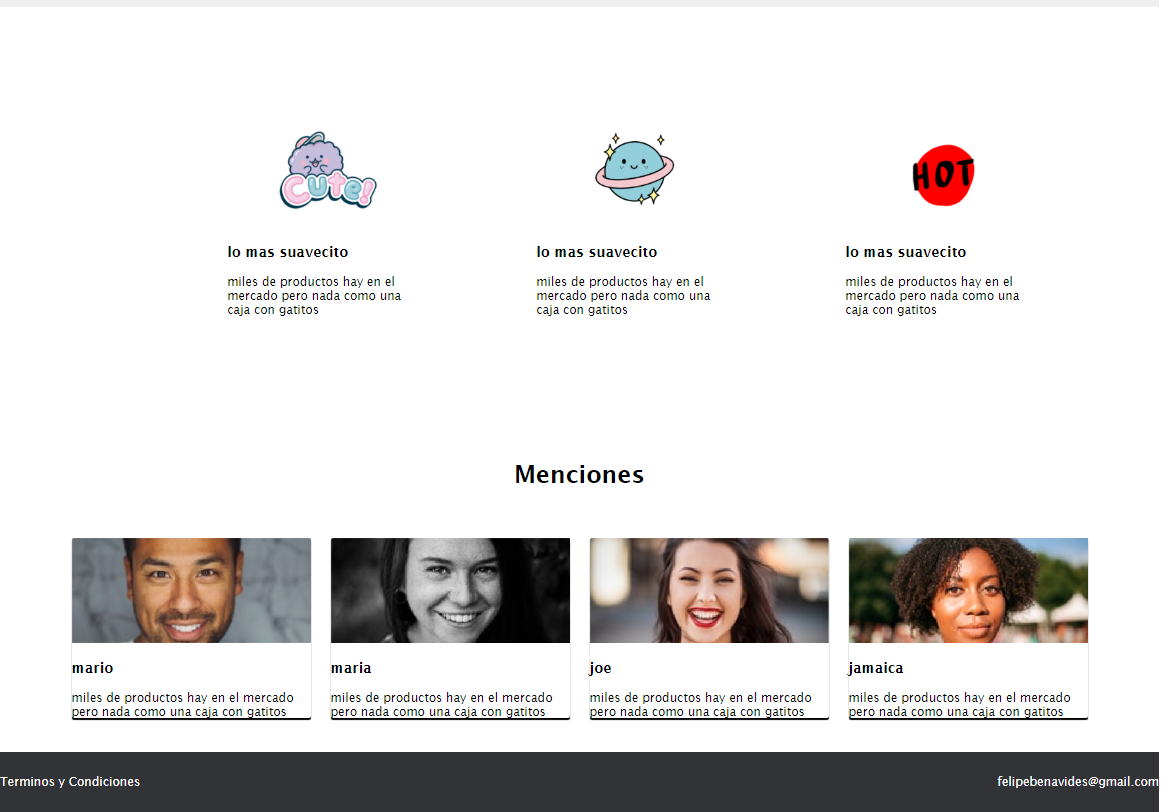 Cute!
HOT
lo mas suavecito
miles de productos hay en el
mercado pero nada como una
caja con gatitos
lo mas suavecito
miles de productos hay en el
mercado pero nada como una
caja con gatitos
lo mas suavecito
miles de productos hay en el
mercado pero nada como una
caja con gatitos
Menciones
mario
miles de productos hay en el mercado
pero nada como una caja con gatitos
maria
miles de productos hay en el mercado
pero nada como una caja con gatitos
joe
miles de productos hay en el mercado
pero nada como una caja con gatitos
jamaica
miles de productos hay en el mercado
pero nada como una caja con gatitos
Terminos y Condiciones
felipebenavides@gmail.com